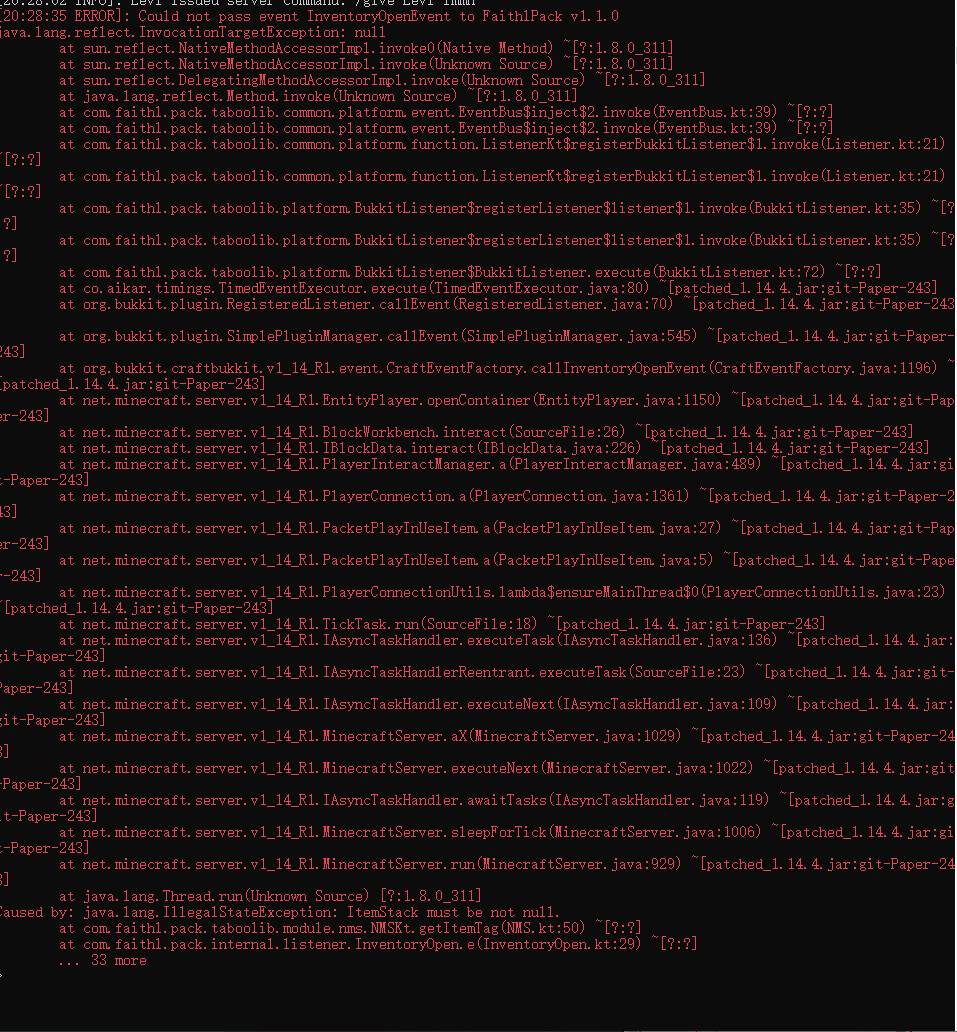 [20:28:02 INFO]: Levi issued server command: /give Levi
[20:28:35 ERROR]: Could not pass event InventoryOpenEvent to Faith1Pack v1.1.0
java.lang.reflect.InvocationTargetException: null
at sun.reflect.NativeMethodAccessorImpl.invoke0(Native Method) ~[?:1.8.0_311]
at sun.reflect.NativeMethodAccessorImpl.invoke(Unknown Source) ~[?:1.8.0_311]
at sun.reflect.DelegatingMethodAccessorImpl.invoke(Unknown Source) ~[?:1.8.0_311]
at java.lang.reflect.Method.invoke(Unknown Source) ~[?:1.8.0_311]
at com.faithl.pack.taboolib.common.platform.event.EventBus$inject$2.invoke(EventBus.kt:39) ~[?:?]
at com.faithl.pack.taboolib.common.platform.event.EventBus$inject$2.invoke(EventBus.kt:39) ~[?:?]
at com.faithl.pack.taboolib.common.platform.function.ListenerKt$registerBukkitListener$1.invoke(Listener.kt:21)
~[?:?]
at com.faithl.pack.taboolib.common.platform.function.ListenerKt$registerBukkitListener$1.invoke(Listener.kt:21)
~[?:?]
at com.faithl.pack.taboolib.platform.BukkitListener$registerListener$listener$1.invoke(BukkitListener.kt:35) ~[?
:?]
at com.faithl.pack.taboolib.platform.BukkitListener$registerListener$listener$1.invoke(BukkitListener.kt:35) ~[?
:?]
at com.faithl.pack.taboolib.platform.BukkitListener$BukkitListener.execute(BukkitListener.kt:72) ~[?:?]
at co.aikar.timings.TimedEventExecutor.execute(TimedEventExecutor.java:80) ~[patched_1.14.4.jar:git-Paper-243]
at org.bukkit.plugin.RegisteredListener.callEvent(RegisteredListener.java:70) ~[patched_1.14.4.jar:git-Paper-243
at org.bukkit.plugin.SimplePluginManager.callEvent(SimplePluginManager.java:545) ~[patched_1.14.4.jar:git-Paper-
243]
at org.bukkit.craftbukkit.v1_14_R1.event.CraftEventFactory.callInventoryOpenEvent(CraftEventFactory.java:1196) ~
[patched_1.14.4.jar:git-Paper-243]
at net.minecraft.server.v1_14_R1.EntityPlayer.openContainer(EntityPlayer.java:1150) ~[patched_1.14.4.jar:git-Pap
er-243]
at net.minecraft.server.v1_14_R1.BlockWorkbench.interact(SourceFile:26) ~[patched_1.14.4.jar:git-Paper-243]
at net.minecraft.server.v1_14_R1.IBlockData.interact(IBlockData.java:226) ~[patched_1.14.4.jar:git-Paper-243]
at net.minecraft.server.v1_14_R1.PlayerInteractManager.a(PlayerInteractManager.java:489) ~[patched_1.14.4.jar:gi
t-Paper-243]
at net.minecraft.server.v1_14_R1.PlayerConnection.a(PlayerConnection.java:1361) ~[patched_1.14.4.jar:git-Paper-2
43]
at net.minecraft.server.v1_14_R1.PacketPlayInUseItem.a(PacketPlayInUseItem.java:27) ~[patched_1.14.4.jar:git-Pap
er-243]
at net.minecraft.server.v1_14_R1.PacketPlayInUseItem.a(PacketPlayInUseItem.java:5) ~[patched_1.14.4.jar:git-Pape
r-243]
at net.minecraft.server.v1_14_R1.PlayerConnectionUtils.lambda$ensureMainThread$0(PlayerConnectionUtils.java:23)
~[patched_1.14.4.jar:git-Paper-243]
at net.minecraft.server.v1_14_R1.TickTask.run(SourceFile:18) ~[patched_1.14.4.jar:git-Paper-243]
at net.minecraft.server.v1_14_R1.IAsyncTaskHandler.executeTask(IAsyncTaskHandler.java:136) ~[patched_1.14.4.jar:
git-Paper-243]
at net.minecraft.server.v1_14_R1.IAsyncTaskHandlerReentrant.executeTask(SourceFile:23) ~[patched_1.14.4.jar:git-
Paper-243]
at net.minecraft.server.v1_14_R1.IAsyncTaskHandler.executeNext(IAsyncTaskHandler.java:109) ~[patched_1.14.4.jar:
git-Paper-243]
at net.minecraft.server.v1_14_R1.MinecraftServer.aX(MinecraftServer.java:1029) ~[patched_1.14.4.jar:git-Paper-24
3]
at net.minecraft.server.v1_14_R1.MinecraftServer.executeNext(MinecraftServer.java:1022) ~[patched_1.14.4.jar:git
-Paper-243]
at net.minecraft.server.v1_14_R1.IAsyncTaskHandler.awaitTasks(IAsyncTaskHandler.java:119) ~[patched_1.14.4.jar:g
it-Paper-243]
at net.minecraft.server.v1_14_R1.MinecraftServer.sleepForTick(MinecraftServer.java:1006) ~[patched_1.14.4.jar:gi
t-Paper-243]
at net.minecraft.server.v1_14_R1.MinecraftServer.run(MinecraftServer.java:929) ~[patched_1.14.4.jar:git-Paper-24
3]
at java.lang.Thread.run(Unknown Source) [?:1.8.0_311]
Caused by: java.lang.IllegalStateException: ItemStack must be not null.
at com.faithl.pack.taboolib.module.nms.NMSKt.getItemTag(NMS.kt:50) ~[?:?]
at com.faithl.pack.internal.listener.InventoryOpen.e(InventoryOpen.kt:29) ~[?:?]
... 33 more
>